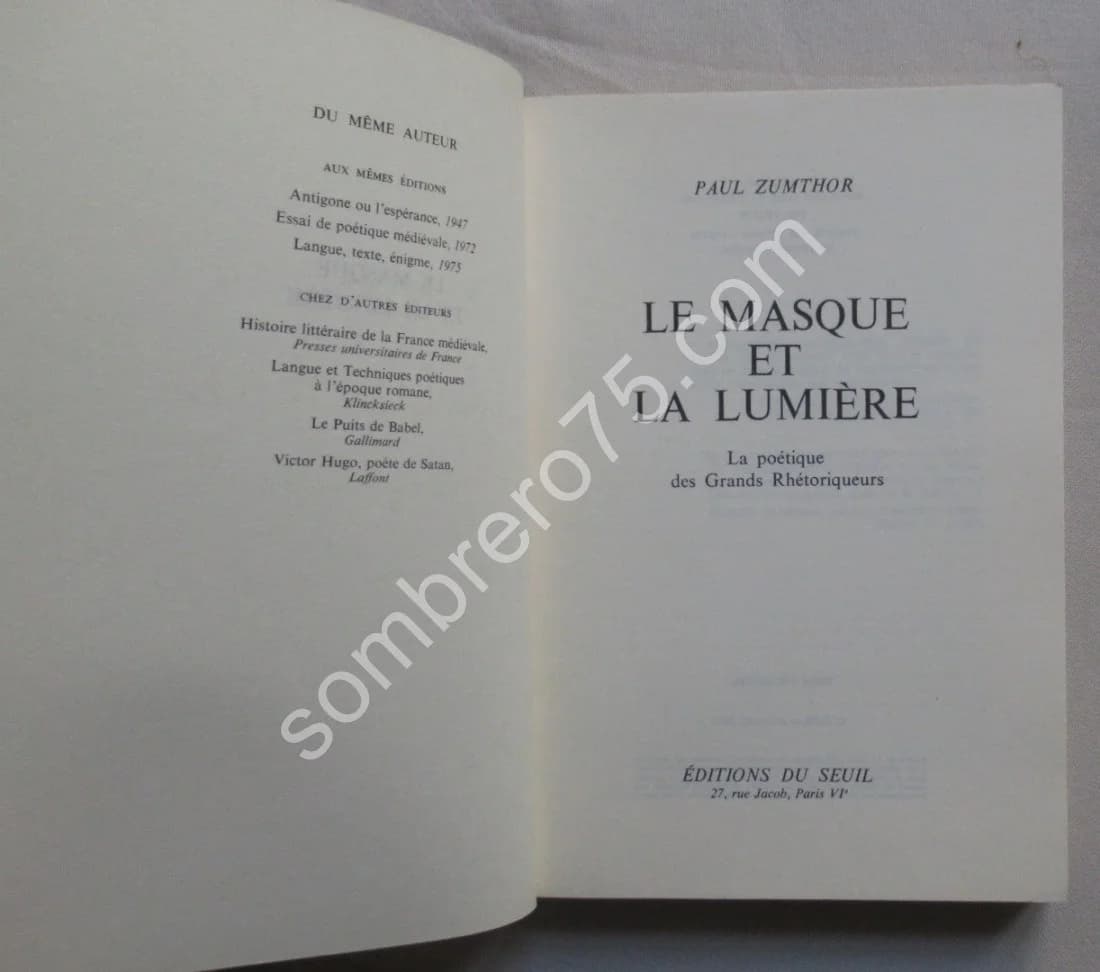 DU MÊME AUTEUR
AUX MÊMES ÉDITIONS
Antigone ou l'espérance, 1947
Essai de poétique médiévale, 1972
Langue, texte, énigme, 1975
CHEZ D'AUTRES ÉDITEURS
Histoire littéraire de la France médiévale,
Presses universitaires de France
Langue et Techniques poétiques
à l'époque romane,
Klincksieck
Le Puits de Babel,
Gallimard
Victor Hugo, poète de Satan,
Laffont
PAUL ZUMTHOR
LE MASQUE
ET
LA LUMIÈRE
La poétique
des Grands Rhétoriqueurs
ÉDITIONS DU SEUIL
27, rue Jacob, Paris VIe
sombrero75.com